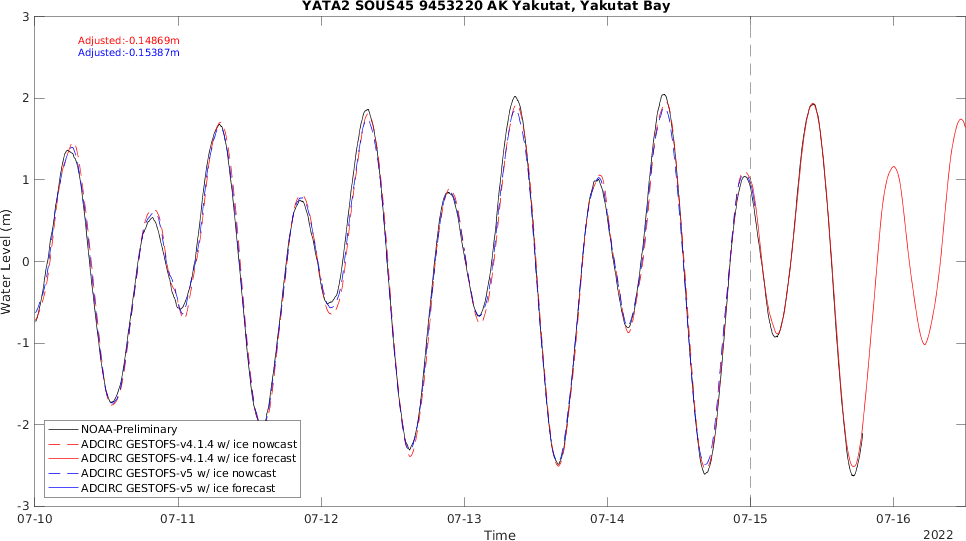 YATA2 SOUS45 9453220 AK Yakutat, Yakutat Bay
Adjusted:-0.14869m
Adjusted:-0.15387m
3
2
1
0
-1
-2
-3
Water Level (m)
NOAA-Preliminary
ADCIRC GESTOFS-v4.1.4 w/ ice nowcast
ADCIRC GESTOFS-v4.1.4 w/ ice forecast
ADCIRC GESTOFS-v5 w/ ice nowcast
ADCIRC GESTOFS-v5 w/ ice forecast
07-10 07-11 07-12 07-13 07-14 07-15 07-16
Time
2022